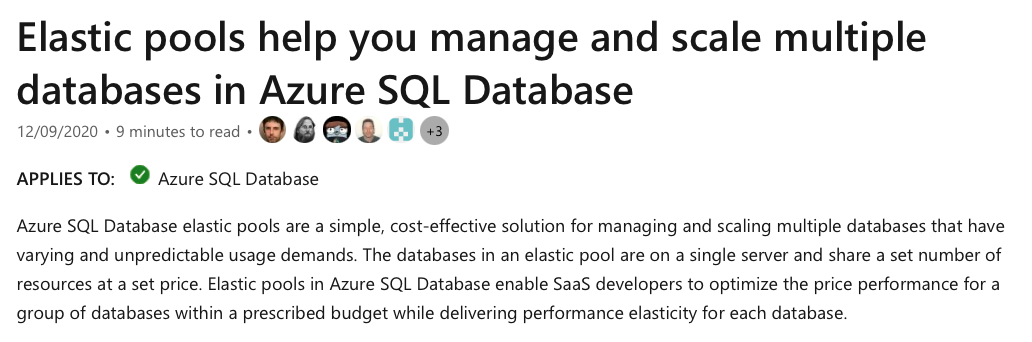 Elastic pools help you manage and scale multiple
databases in Azure SQL Database
12/09/2020 • 9 minutes to read • +3
APPLIES TO: Azure SQL Database
Azure SQL Database elastic pools are a simple, cost-effective solution for managing and scaling multiple databases that have
varying and unpredictable usage demands. The databases in an elastic pool are on a single server and share a set number of
resources at a set price. Elastic pools in Azure SQL Database enable SaaS developers to optimize the price performance for a
group of databases within a prescribed budget while delivering performance elasticity for each database.